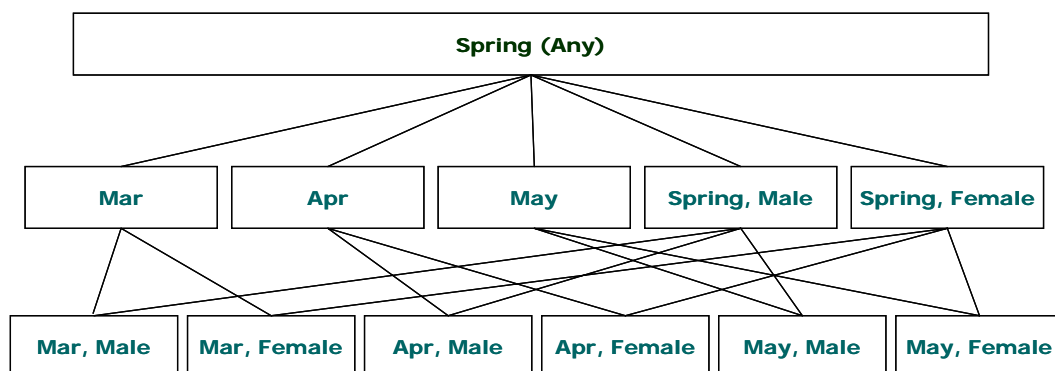 Spring (Any)
Mar
Apr
May
Spring, Male
Spring, Female
Mar, Male
Mar, Female
Apr, Male
Apr, Female
May, Male
May, Female